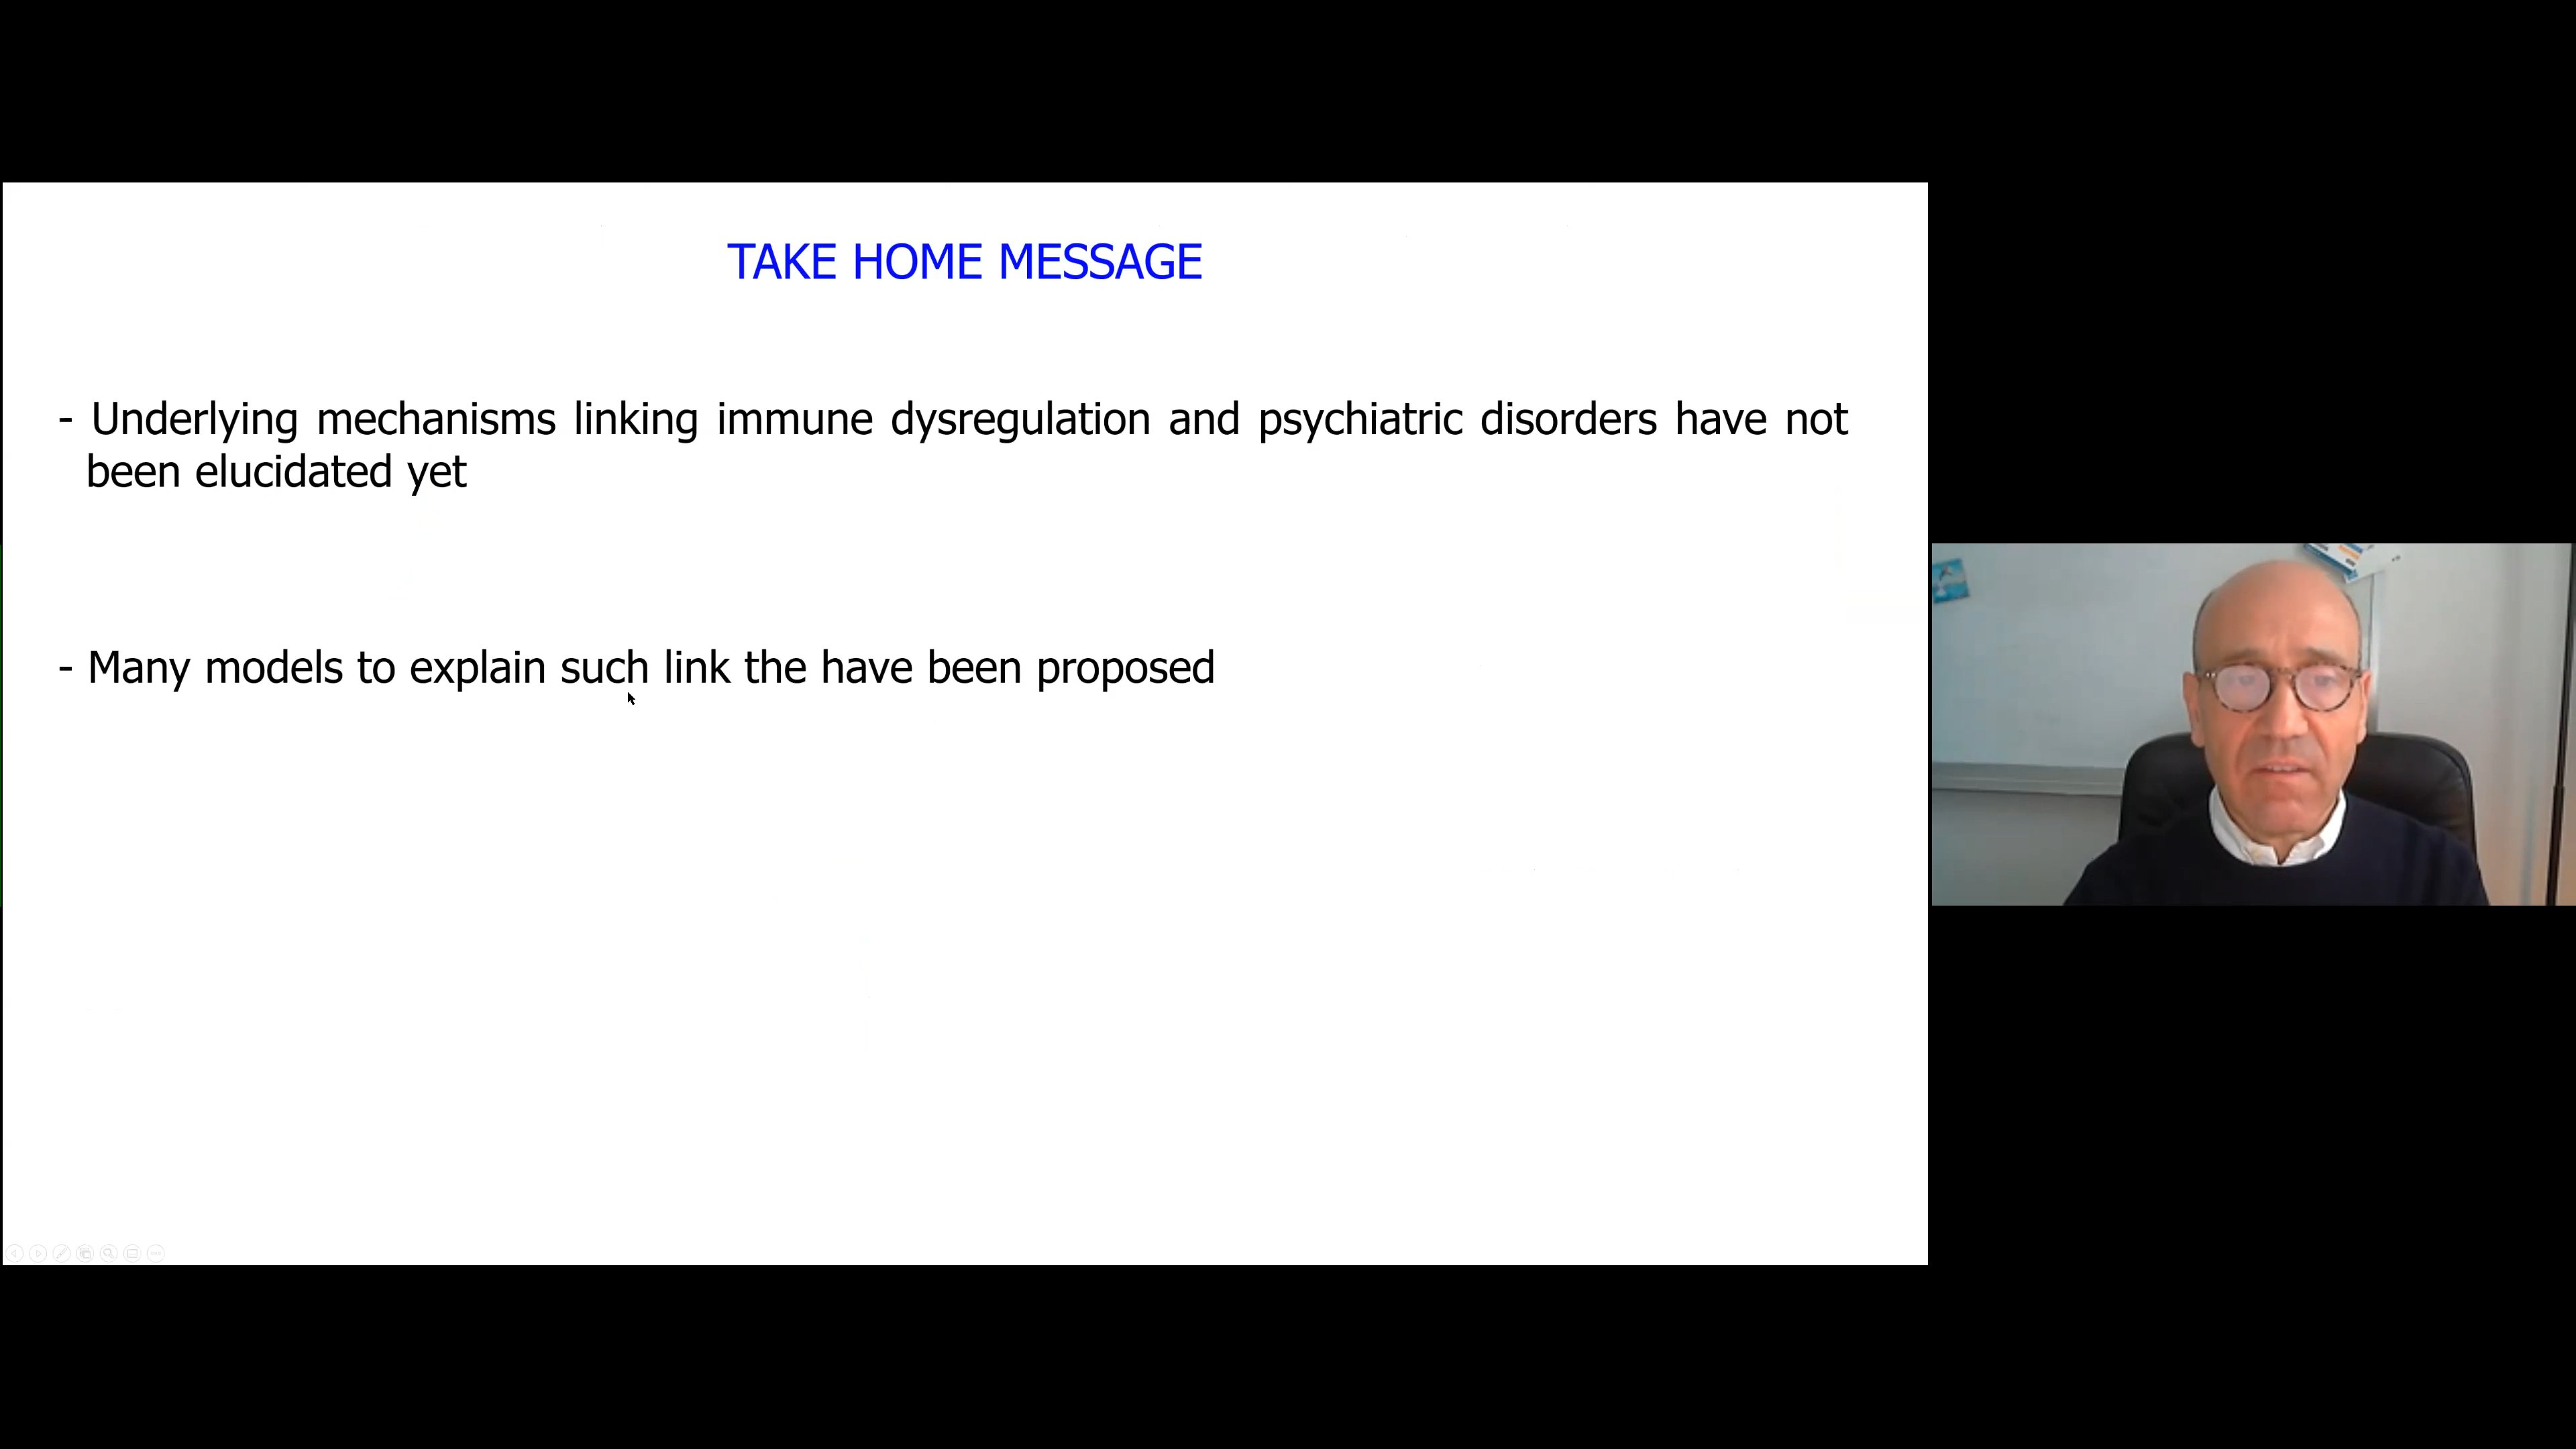 TAKE HOME MESSAGE
- Underlying mechanisms linking immune dysregulation and psychiatric disorders have not
been elucidated yet
- Many models to explain such link the have been proposed